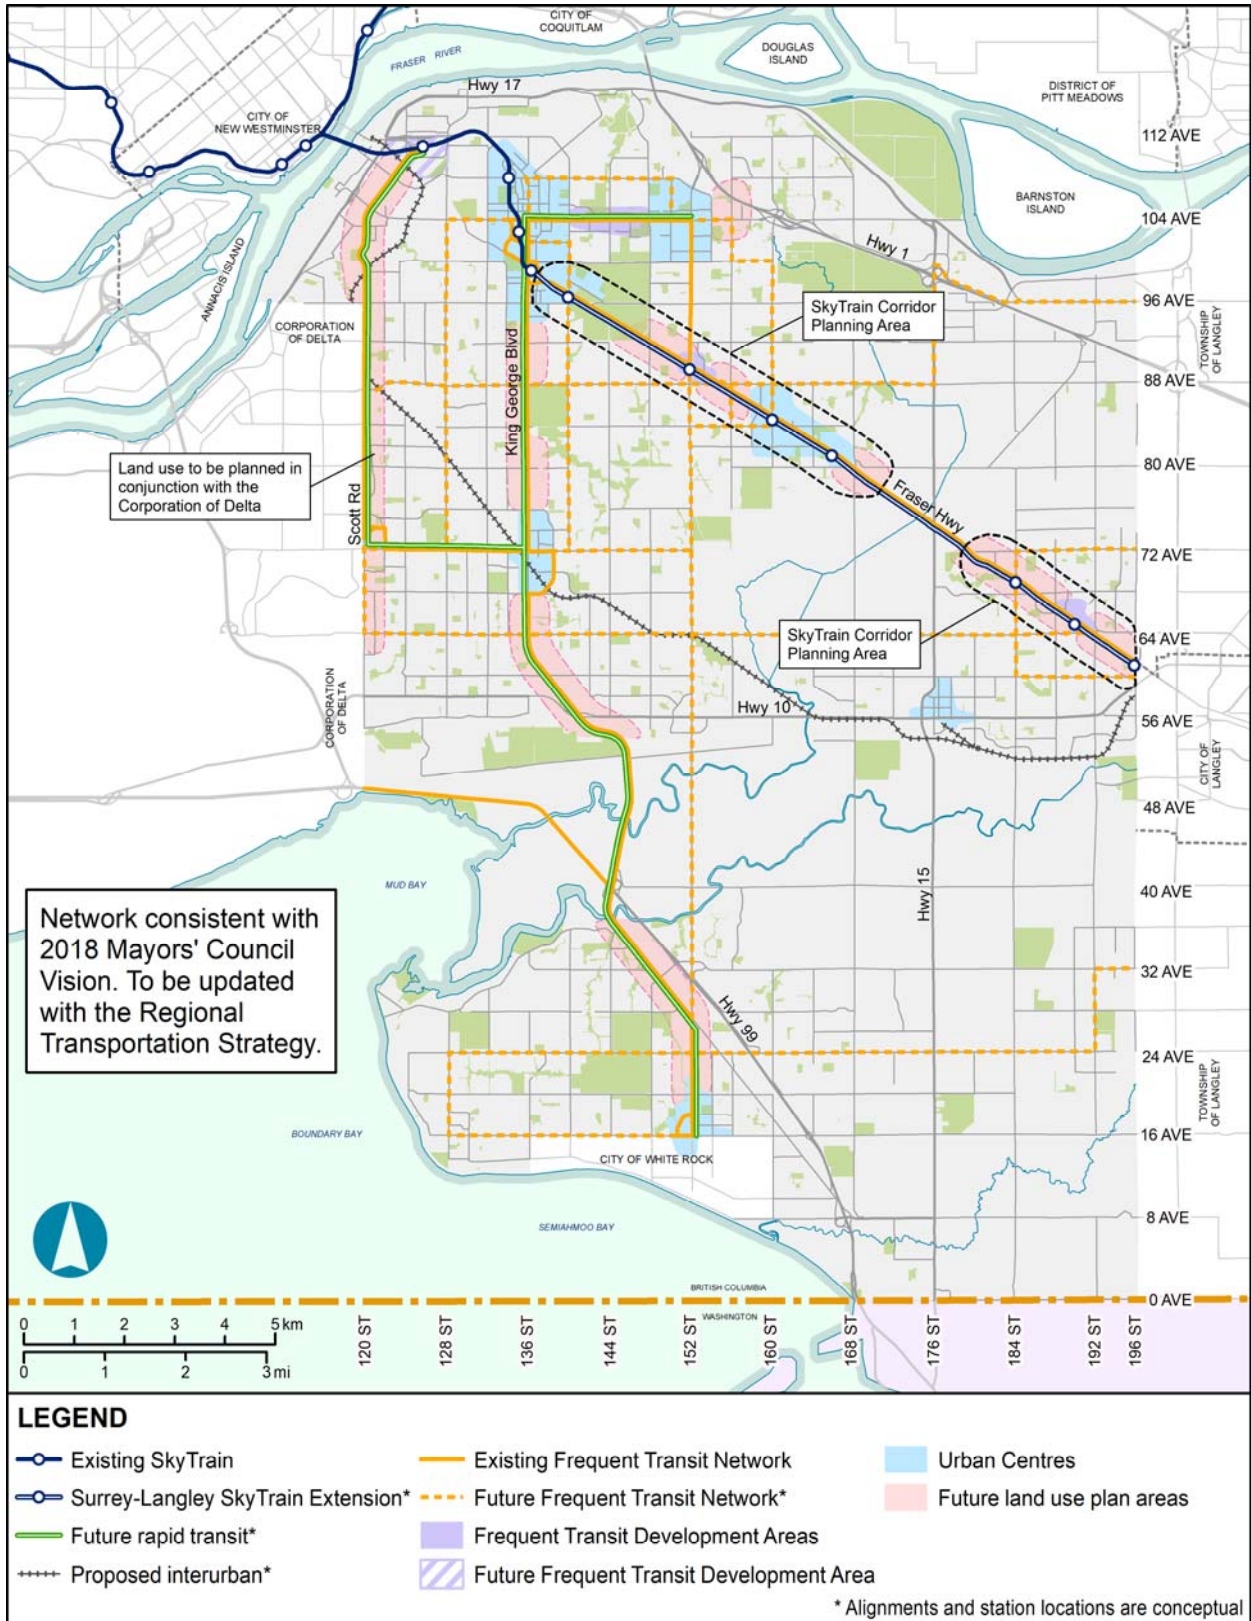 CITY OF
COQUITLAM
FRASER RIVER
DOUGLAS
ISLAND
Hwy 17
DISTRICT OF
PITT MEADOWS
CITY OF
NEW WESTMINSTER
112 AVE
BARNSTON
ISLAND
104 AVE
Hwy 1
ANNACIS ISLAND
SkyTrain Corridor
Planning Area
96 AVE
CORPORATION
OF DELTA
TOWNSHIP
OF LANGLEY
King George Blvd
88 AVE
Land use to be planned in
conjunction with the
Corporation of Delta
80 AVE
Scott Rd
Fraser Hwy
72 AVE
SkyTrain Corridor
Planning Area
64 AVE
CORPORATION
OF DELTA
Hwy 10
56 AVE
CITY OF
LANGLEY
48 AVE
MUD BAY
Hwy 15
40 AVE
Network consistent with
2018 Mayors' Council
Vision. To be updated
with the Regional
Transportation Strategy.
32 AVE
Hwy 99
24 AVE
TOWNSHIP
OF LANGLEY
BOUNDARY BAY
16 AVE
CITY OF WHITE ROCK
8 AVE
SEMIAHMOO BAY
BRITISH COLUMBIA
0 AVE
WASHINGTON
0 1 2 3 4 5 km
0 1 2 3 mi
120 ST
128 ST
136 ST
144 ST
152 ST
160 ST
168 ST
176 ST
184 ST
192 ST
196 ST
LEGEND
Existing SkyTrain
Surrey-Langley SkyTrain Extension*
Future rapid transit*
Proposed interurban*
Existing Frequent Transit Network
Future Frequent Transit Network*
Frequent Transit Development Areas
Future Frequent Transit Development Area
Urban Centres
Future land use plan areas
* Alignments and station locations are conceptual